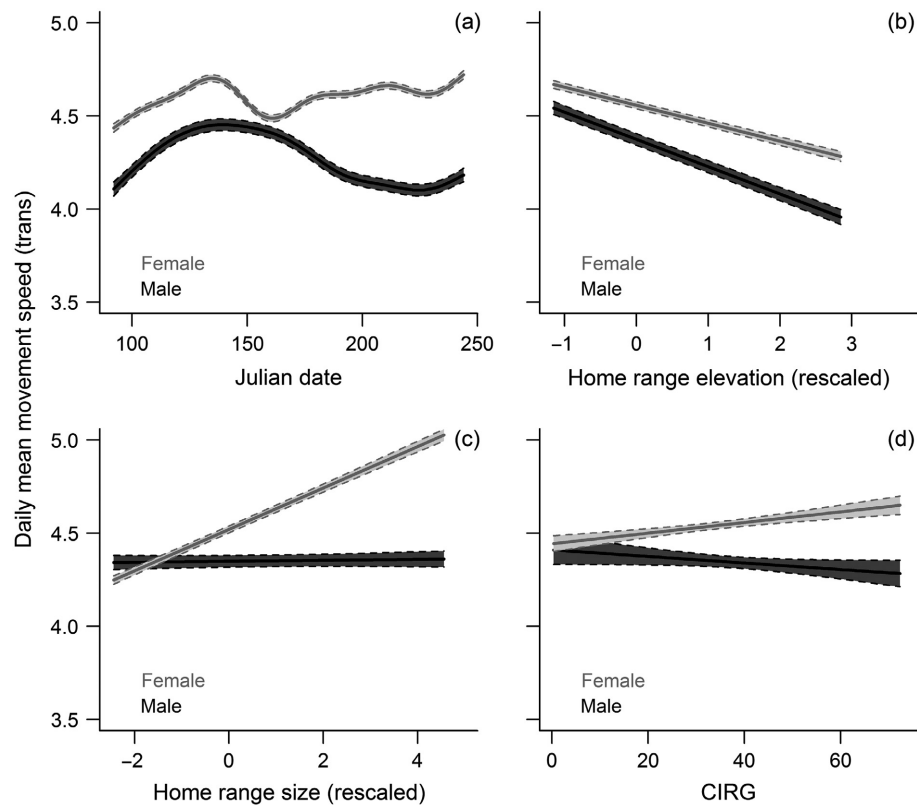 Daily mean movement speed (trans)
(a)
5.0
4.5
4.0
3.5
Female
Male
100
150
200
250
Julian date
(b)
Female
Male
−1
0
1
2
3
Home range elevation (rescaled)
(c)
5.0
4.5
4.0
3.5
Female
Male
−2
0
2
4
Home range size (rescaled)
(d)
Female
Male
0
20
40
60
CIRG